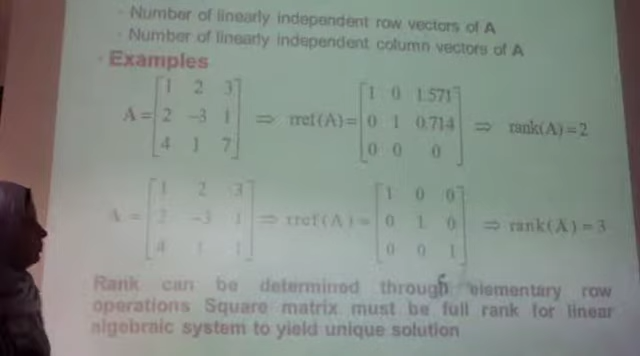 - Number of linearly independent row vectors of A
- Number of linearly independent column vectors of A
- Examples
A = [1 2 3; 2 -3 1; 4 1 7] ⇒ rref(A) = [1 0 1.571; 0 1 0.714; 0 0 0] ⇒ rank(A)=2
A = [1 2 3; 2 -3 1; 4 1 1] ⇒ rref(A) = [1 0 0; 0 1 0; 0 0 1] ⇒ rank(A)=3
Rank can be determined through elementary row
operations Square matrix must be full rank for linear
algebraic system to yield unique solution